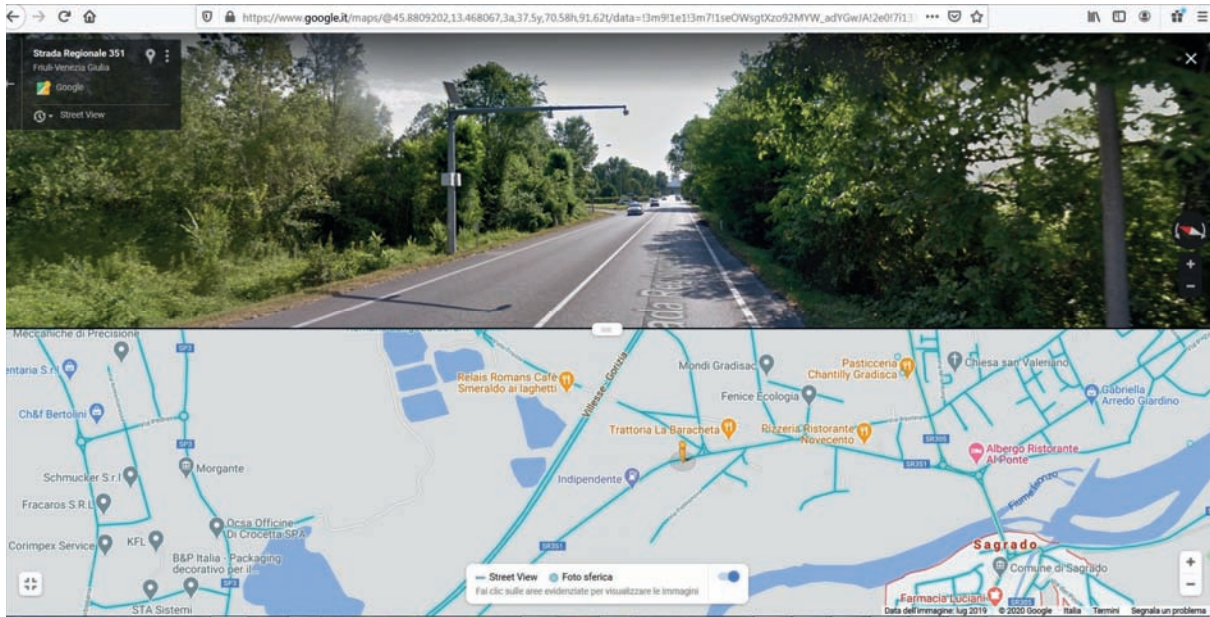 https://www.google.it/maps/@45.8809202,13.468067,3a,37.5y,70.58h,91.62t/data=!3m9!1e1!3m7!1seOWsgtXzo92MYW_adYGwJA!2e0!7i13
Strada Regionale 351
Friuli-Venezia Giulia
Google
Street View
Meccaniche di Precisione
SP3
Ch&f Bertolini
Schmucker S.r.l
Fracaros S.R.L
Morgante
Ocsa Officine
Di Crocetta SPA
Corimpex Service
KFL
B&P Italia - Packaging
decorativo per il
SP3
STA Sistemi
Relais Romans Cafè
Smeraldo ai laghetti
Villesse - Gorizia
Mondi Gradisac
Fenice Ecologia
Trattoria La Baracheta
Pizzeria Ristorante
Novecento
Indipendente
SR351
Pasticceria
Chantilly Gradisca
Chiesa san Valeriano
Gabriella
Arredo Giardino
SR305
SR351
Albergo Ristorante
Al Ponte
Fiume Isonzo
Sagrado
Comune di Sagrado
Farmacia Luciani
SR305
Street View Foto sferica
Fai clic sulle aree evidenziate per visualizzare le immagini
Data dell'immagine: lug 2019 © 2020 Google Italia Termini Segnala un problema